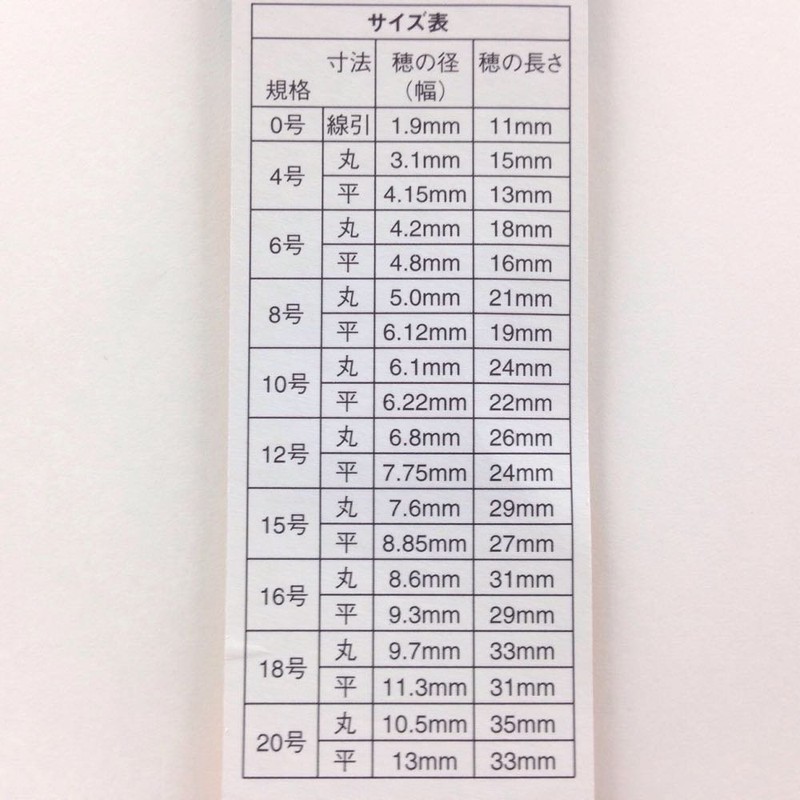 サイズ表
寸法 穂の径 穂の長さ
規格 （幅）
0号 線引 1.9mm 11mm
4号 丸 3.1mm 15mm
平 4.15mm 13mm
6号 丸 4.2mm 18mm
平 4.8mm 16mm
8号 丸 5.0mm 21mm
平 6.12mm 19mm
10号 丸 6.1mm 24mm
平 6.22mm 22mm
12号 丸 6.8mm 26mm
平 7.75mm 24mm
15号 丸 7.6mm 29mm
平 8.85mm 27mm
16号 丸 8.6mm 31mm
平 9.3mm 29mm
18号 丸 9.7mm 33mm
平 11.3mm 31mm
20号 丸 10.5mm 35mm
平 13mm 33mm